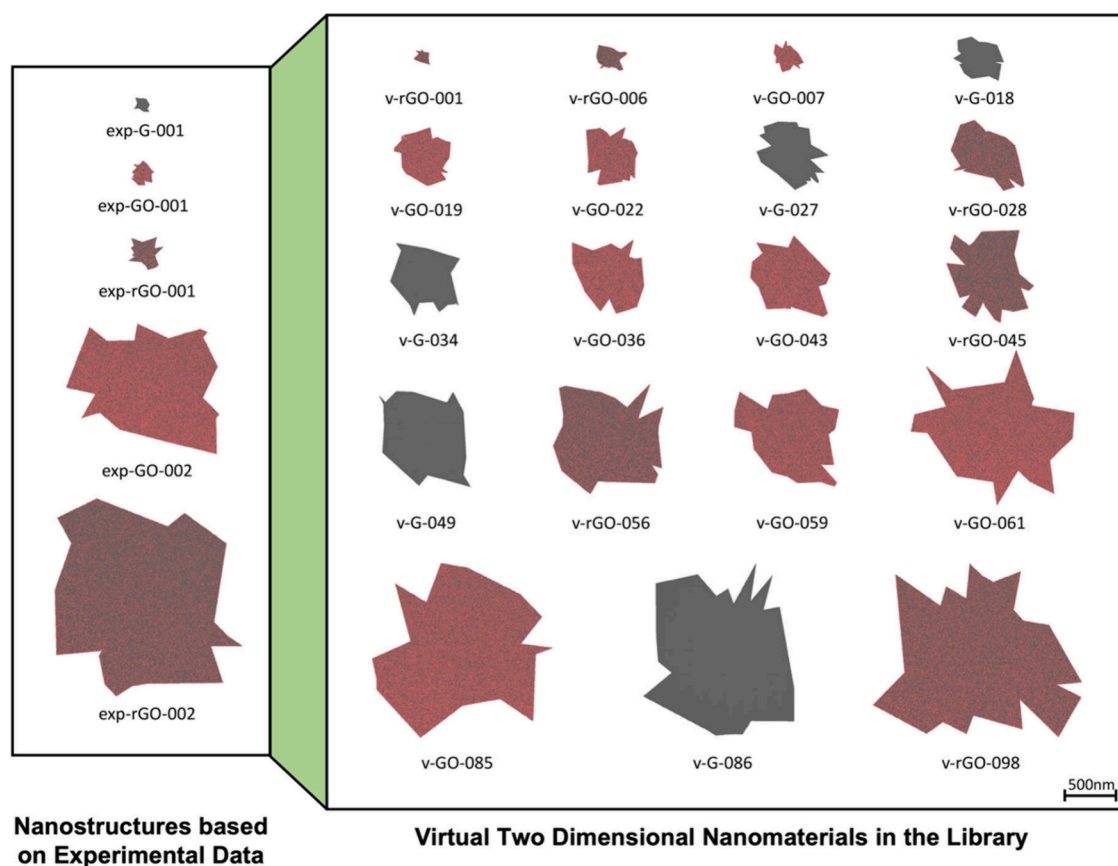 exp-G-001
exp-GO-001
exp-rGO-001
exp-GO-002
exp-rGO-002
Nanostructures based
on Experimental Data
v-rGO-001 v-rGO-006 v-GO-007 v-G-018
v-GO-019 v-GO-022 v-G-027 v-rGO-028
v-G-034 v-GO-036 v-GO-043 v-rGO-045
v-G-049 v-rGO-056 v-GO-059 v-GO-061
v-GO-085 v-G-086 v-rGO-098
500nm
Virtual Two Dimensional Nanomaterials in the Library